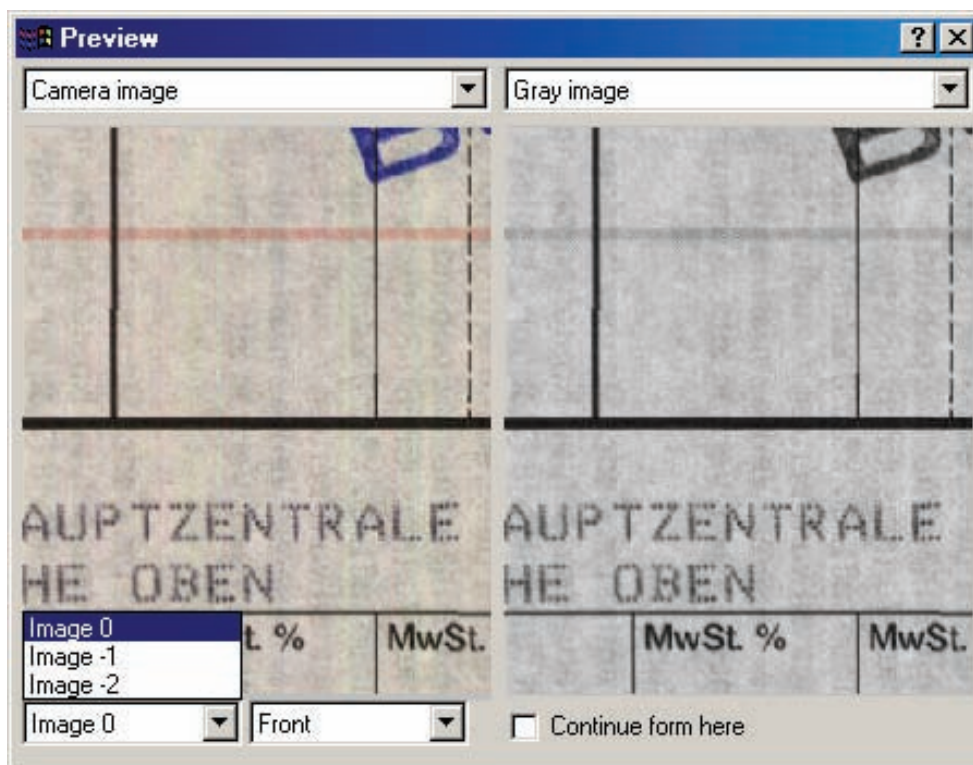 Preview
Camera image
Gray image
AUPTZENTRALE
HE OBEN
t. %
MwSt.
AUPTZENTRALE
HE OBEN
MwSt. %
MwSt.
Image 0
Image -1
Image -2
Image 0
Front
Continue form here